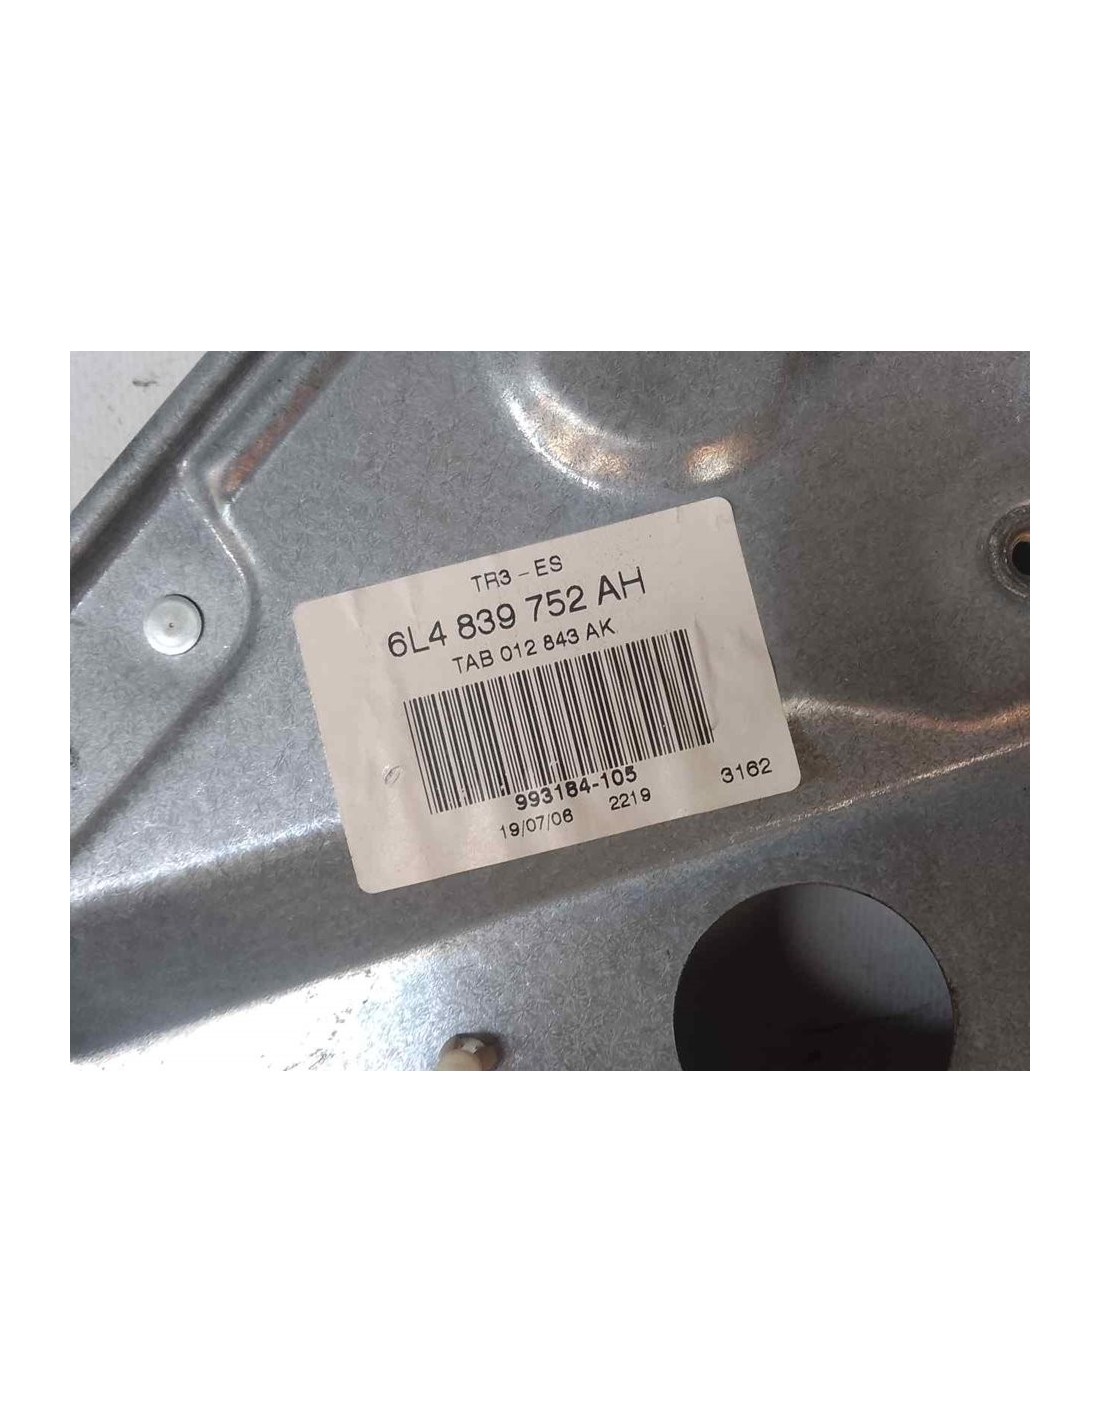 TR3 - ES
6L4 839 752 AH
TAB 012 843 AK
993184-105
19/07/06 2219 3162